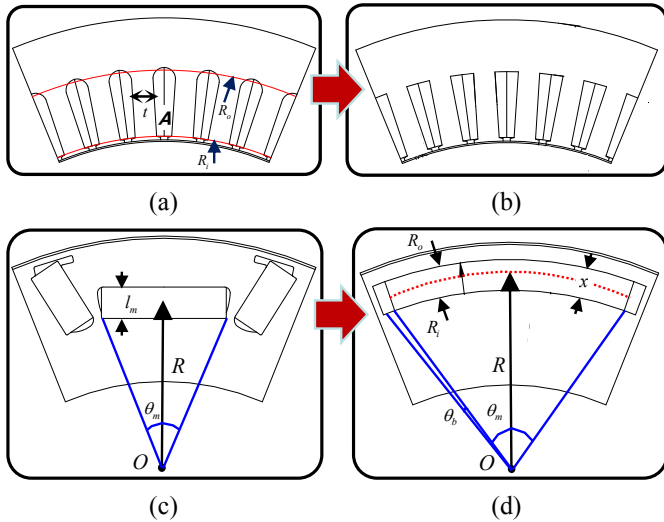 t
A
R_o
R_i
(a)
(b)
l_m
R
θ_m
O
(c)
R_o
x
R_i
R
θ_b
θ_m
O
(d)